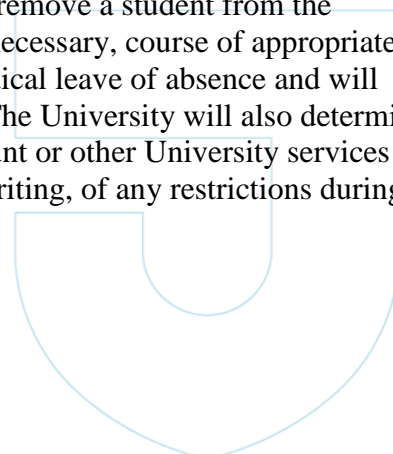 remove a student from the
necessary, course of appropriate
ical leave of absence and will
The University will also determi
nt or other University services
riting, of any restrictions during